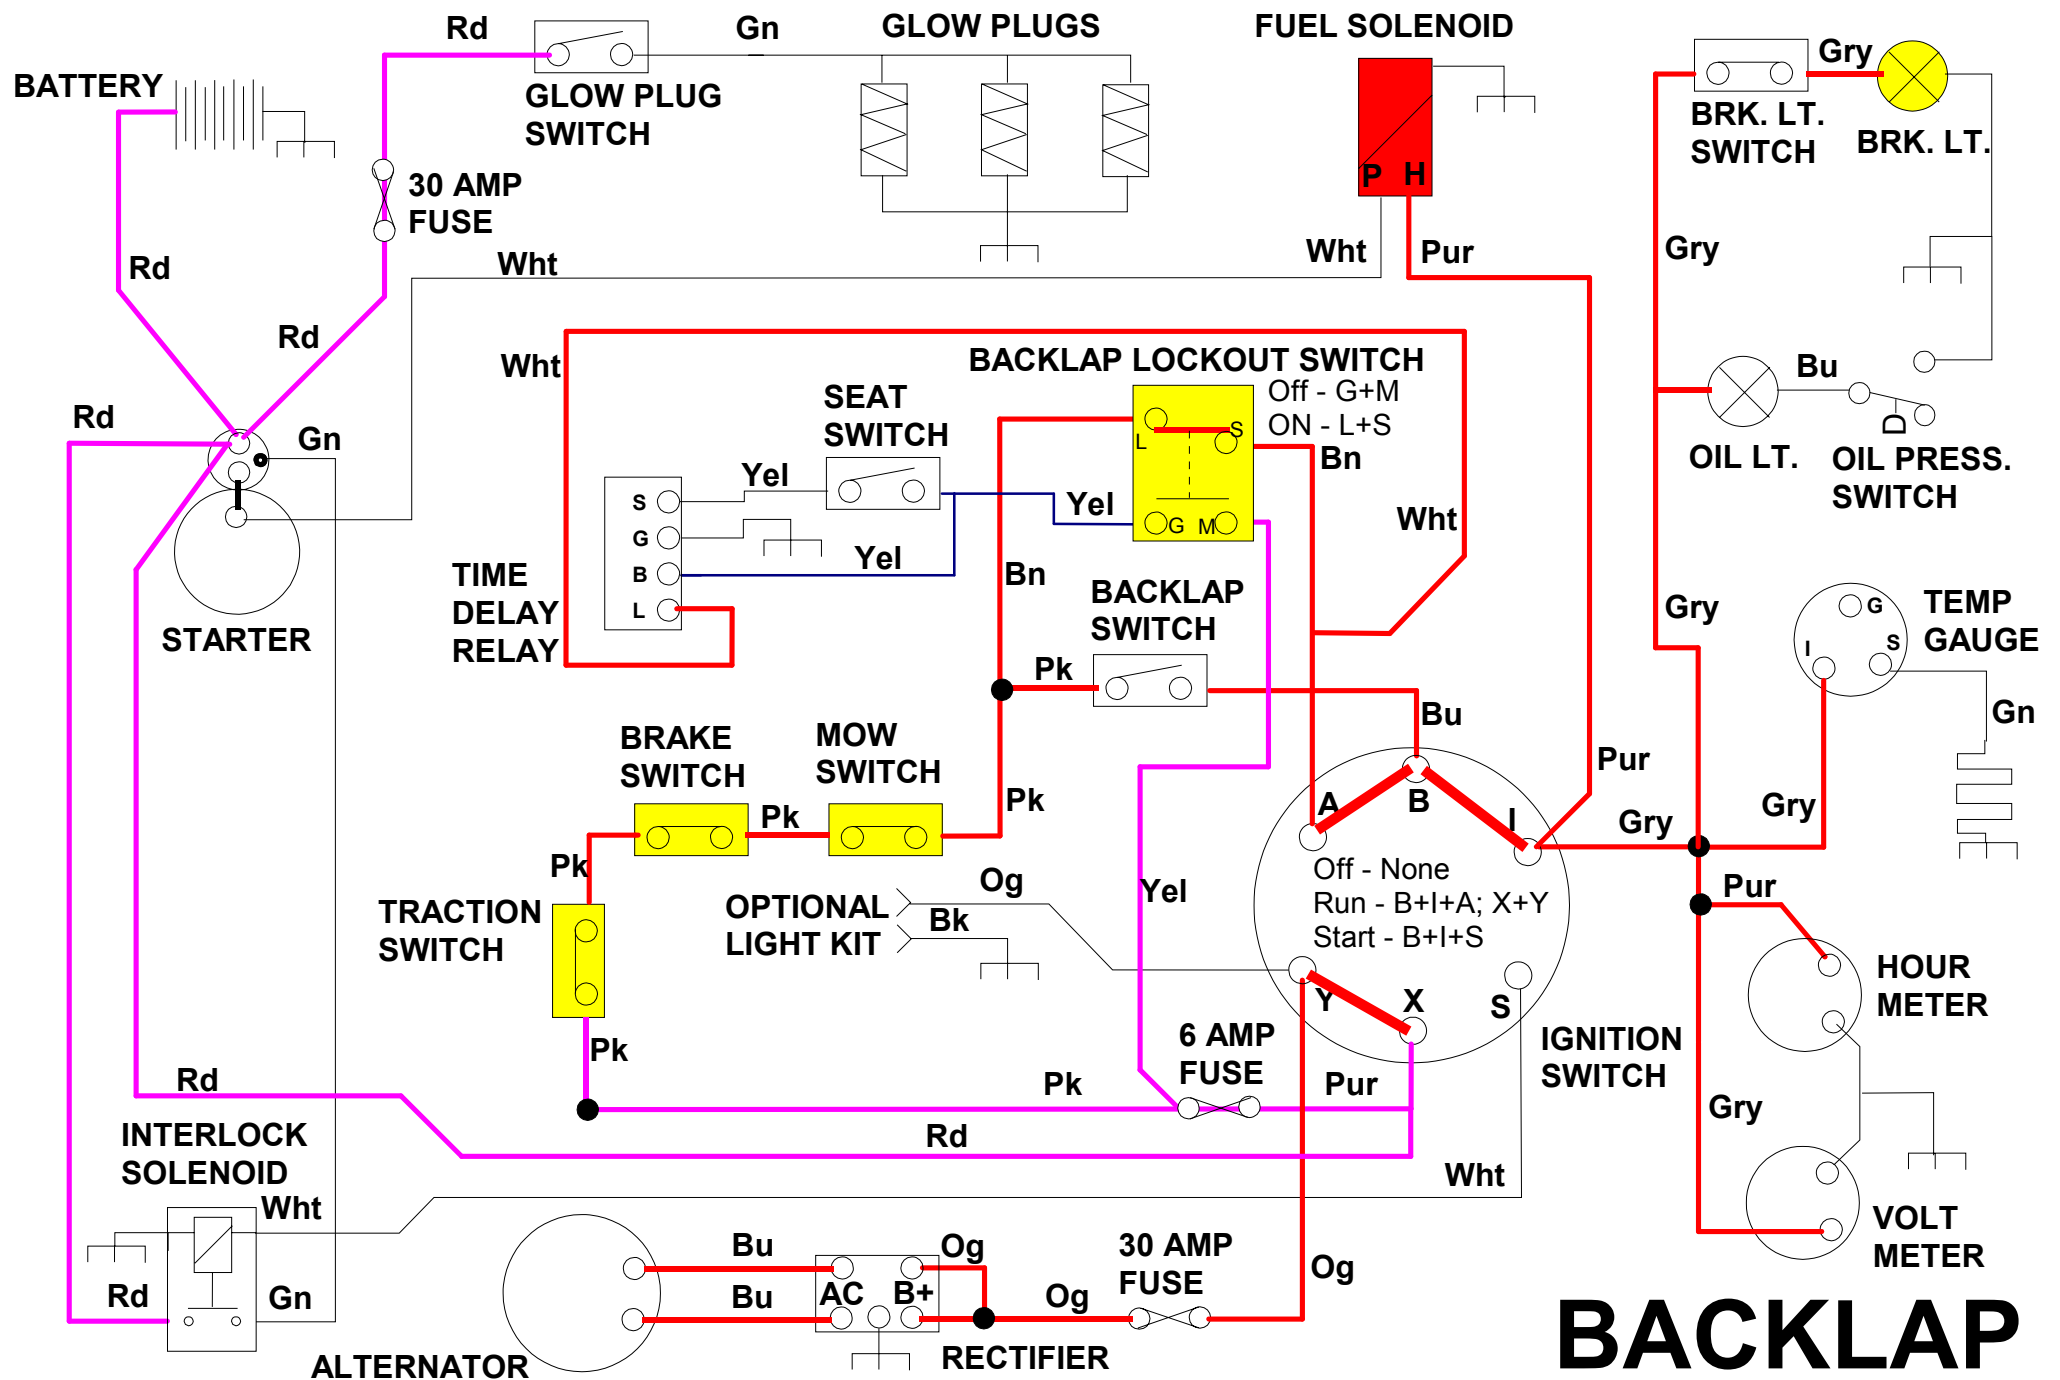 Rd
Gn
GLOW PLUGS
FUEL SOLENOID
BATTERY
GLOW PLUG
SWITCH
30 AMP
FUSE
P
H
Gry
BRK. LT.
SWITCH
BRK. LT.
Rd
Rd
Wht
Wht
Pur
Gry
Wht
BACKLAP LOCKOUT SWITCH
Off - G+M
ON - L+S
Bn
SEAT
SWITCH
L
S
G
M
Yel
Yel
Yel
Wht
Rd
Gn
STARTER
S
G
B
L
TIME
DELAY
RELAY
Bn
BACKLAP
SWITCH
Bu
OIL LT.
D
OIL PRESS.
SWITCH
Gry
G
I
S
TEMP
GAUGE
Gn
Pk
Bu
Pur
BRAKE
SWITCH
MOW
SWITCH
Pk
Pk
A
B
I
Gry
Gry
Pk
TRACTION
SWITCH
OPTIONAL
LIGHT KIT
Og
Bk
Yel
Off - None
Run - B+I+A; X+Y
Start - B+I+S
Y
X
S
Pur
HOUR
METER
IGNITION
SWITCH
Pk
Pk
6 AMP
FUSE
Pur
Rd
Rd
Gry
INTERLOCK
SOLENOID
Wht
Wht
Rd
Gn
Bu
Bu
AC
B+
Og
Og
30 AMP
FUSE
Og
VOLT
METER
ALTERNATOR
RECTIFIER
BACKLAP